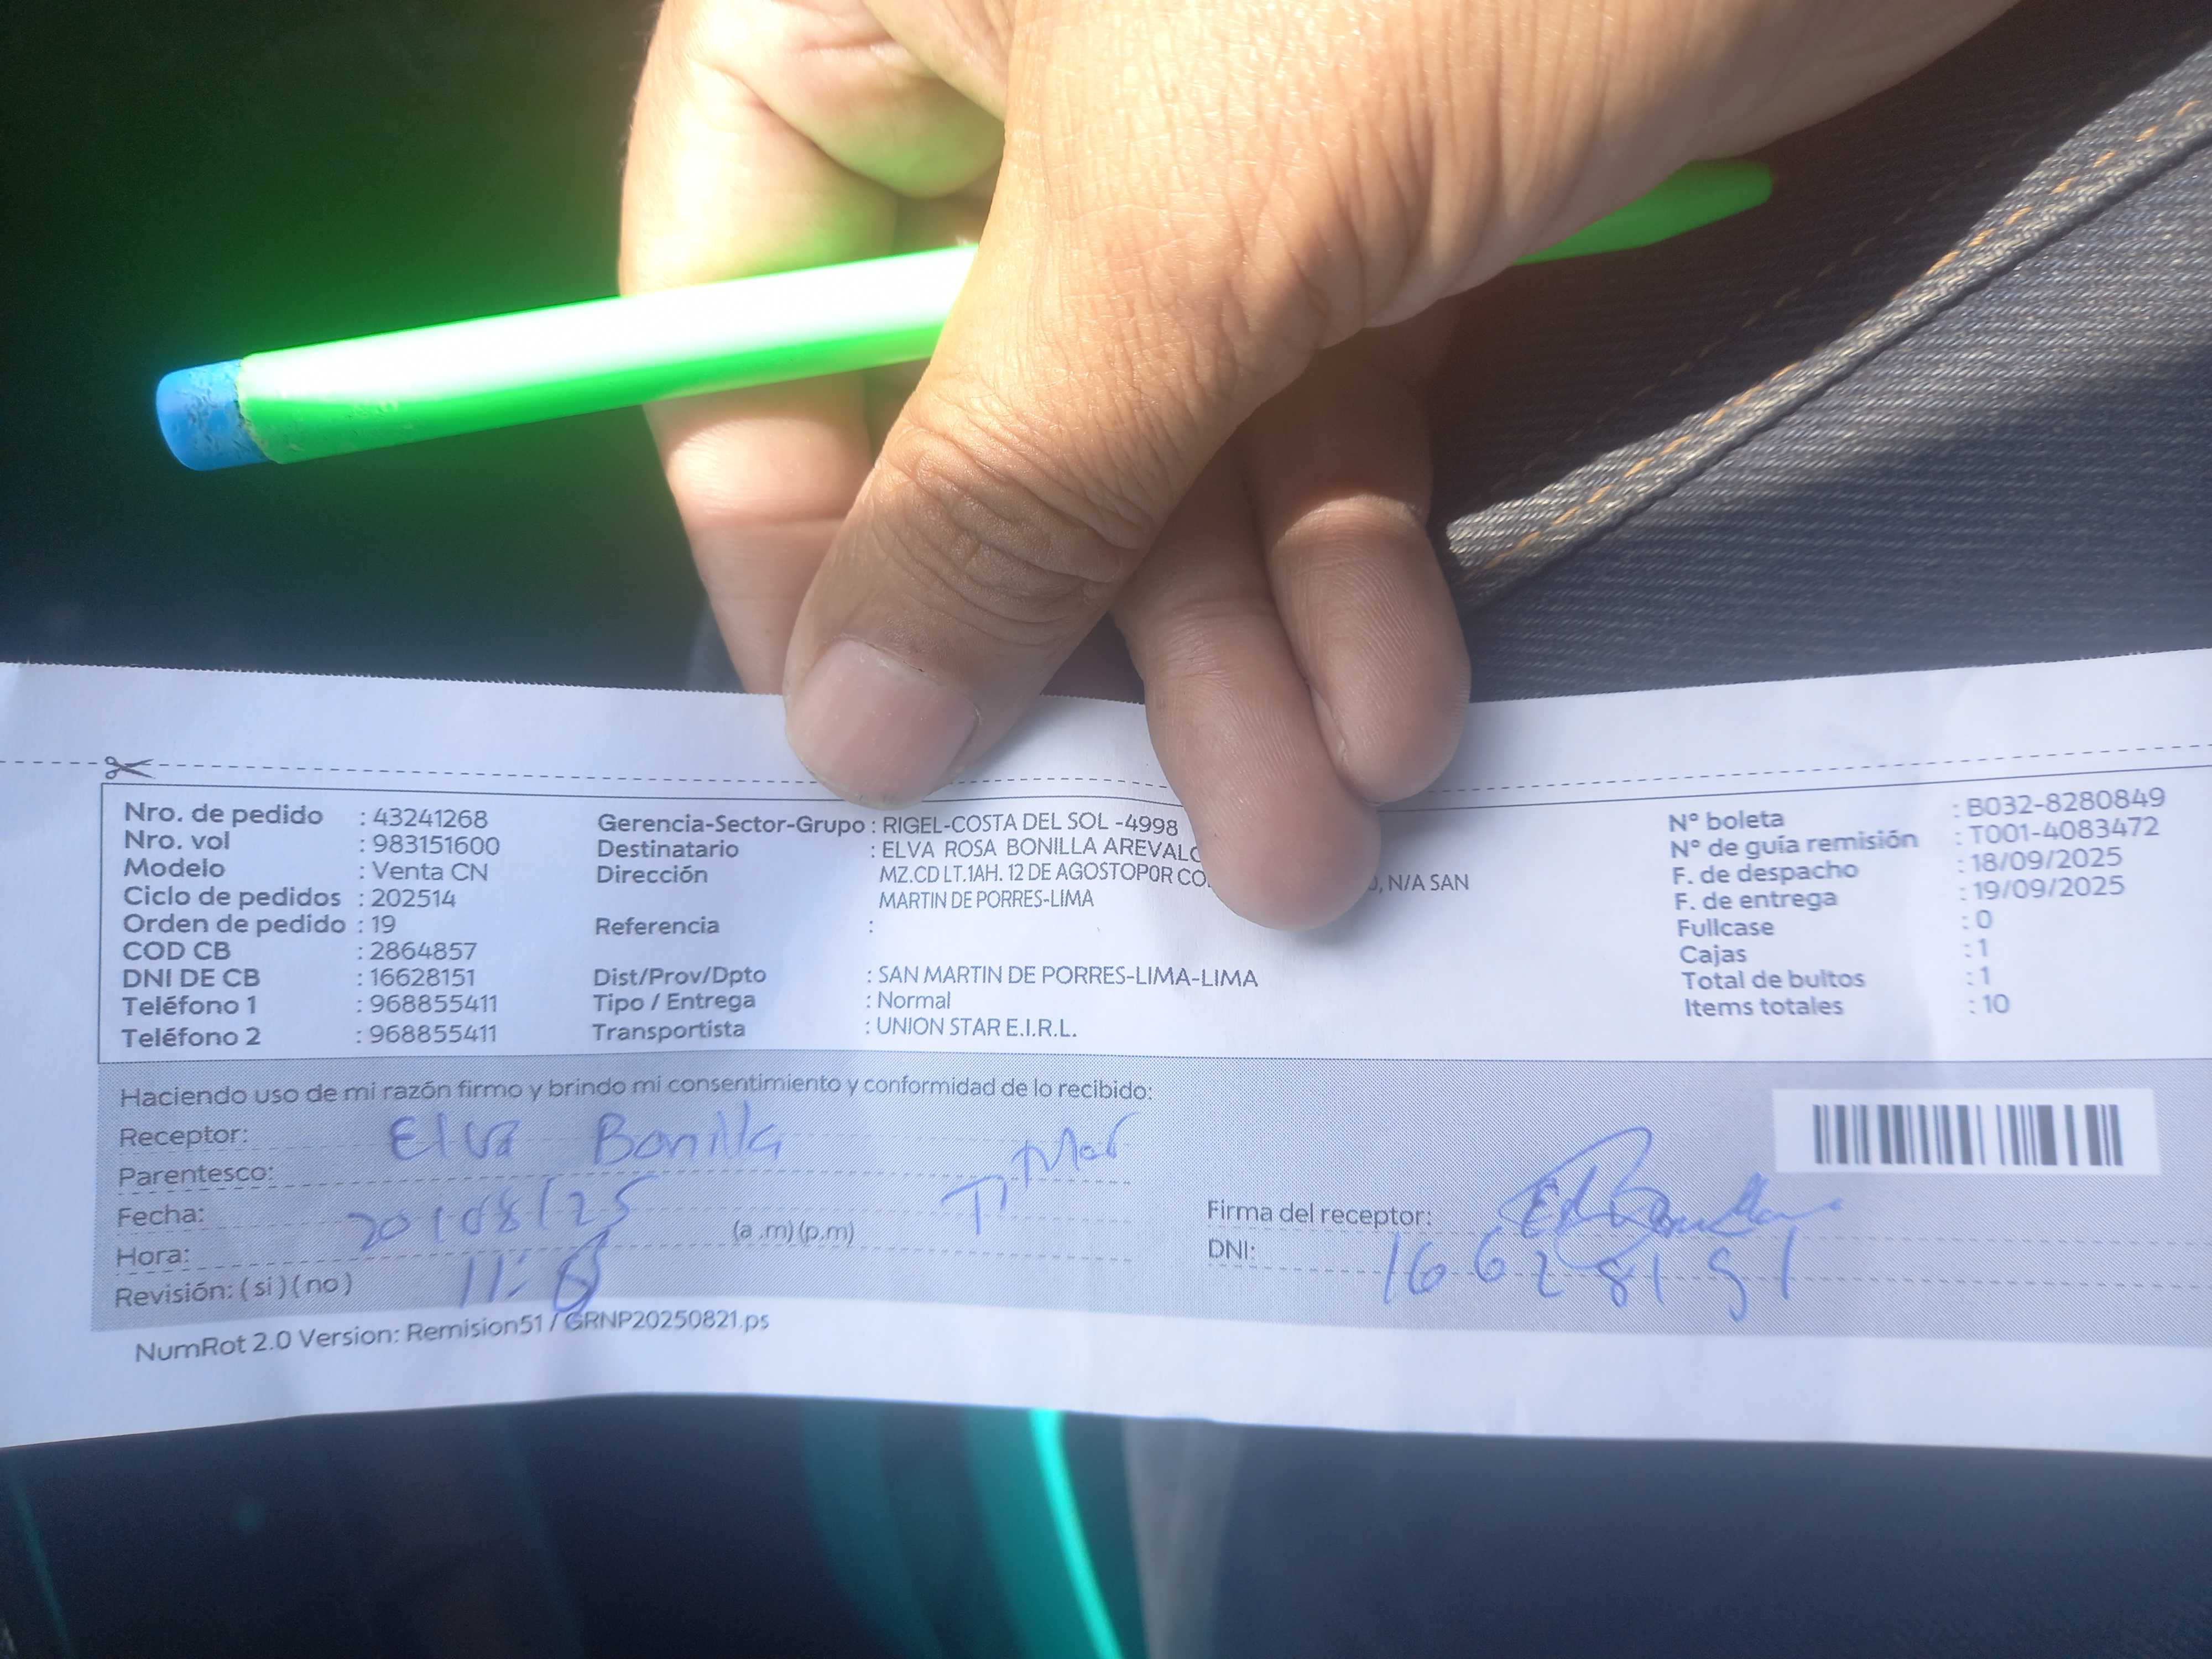 Nro. de pedido : 43241268
Nro. vol : 983151600
Modelo : Venta CN
Ciclo de pedidos : 202514
Orden de pedido : 19
COD CB : 2864857
DNI DE CB : 16628151
Teléfono 1 : 968855411
Teléfono 2 : 968855411
Gerencia-Sector-Grupo : RIGEL-COSTA DEL SOL -4998
Destinatario : ELVA ROSA BONILLA AREVALO
Dirección MZ.CD LT.1AH. 12 DE AGOSTOPOR CO , N/A SAN
MARTIN DE PORRES-LIMA
Referencia :
Dist/Prov/Dpto : SAN MARTIN DE PORRES-LIMA-LIMA
Tipo / Entrega : Normal
Transportista : UNION STAR E.I.R.L.
N° boleta : B032-8280849
N° de guía remisión : T001-4083472
F. de despacho : 18/09/2025
F. de entrega : 19/09/2025
Fullcase : 0
Cajas : 1
Total de bultos : 1
Items totales : 10
Haciendo uso de mi razón firmo y brindo mi consentimiento y conformidad de lo recibido:
Receptor: Elva Bonilla
Parentesco:
Fecha: 20/08/25
Hora: (a .m) (p.m)
Revisión: ( si ) ( no )
Firma del receptor:
DNI: 16628151
NumRot 2.0 Version: Remision51 / GRNP20250821.ps